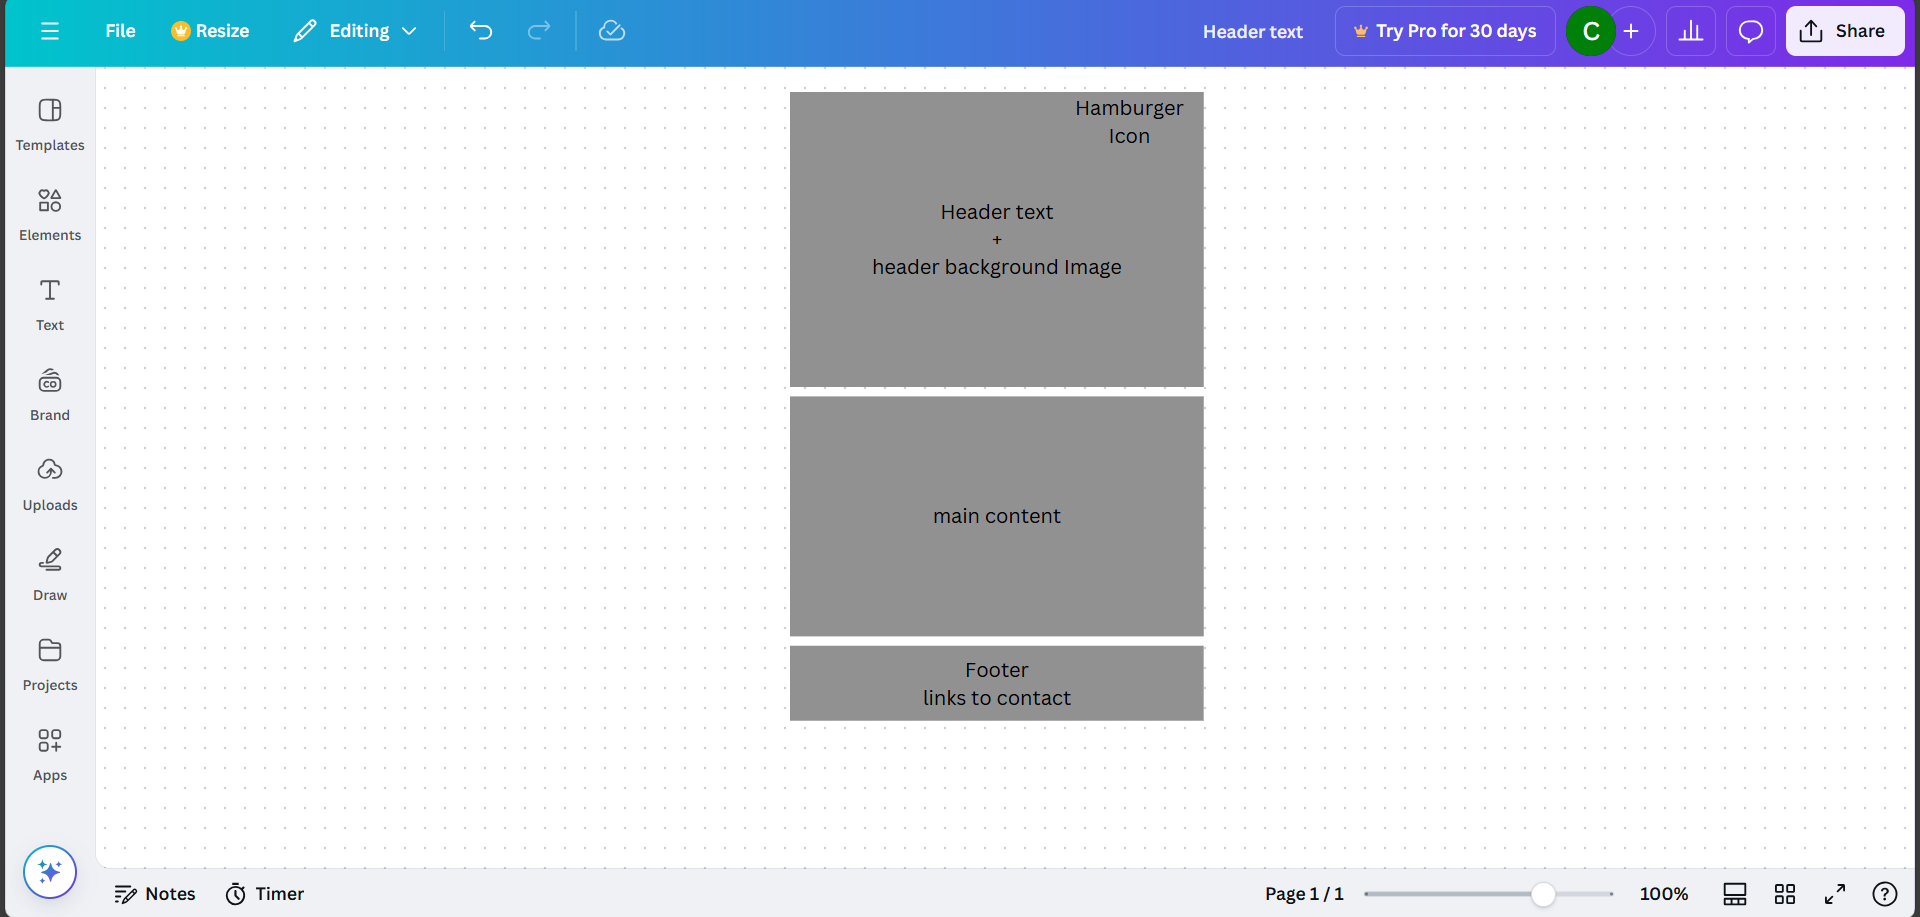 File
Resize
Editing
Header text
Try Pro for 30 days
C
+
Share
Templates
Elements
Text
Brand
CO
Uploads
Draw
Projects
Apps
Hamburger
Icon
Header text
+
header background Image
main content
Footer
links to contact
Notes
Timer
Page 1 / 1
100%
?